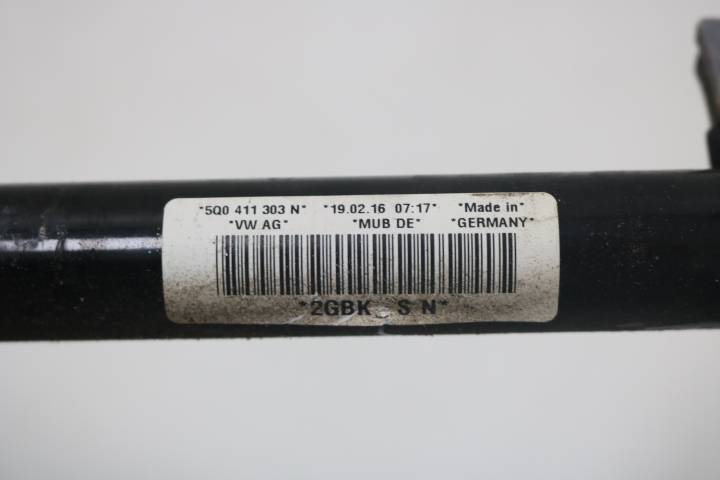 *5Q0 411 303 N* *19.02.16 07:17* *Made in*
*VW AG* *MUB DE* *GERMANY*
*2GBK S N*